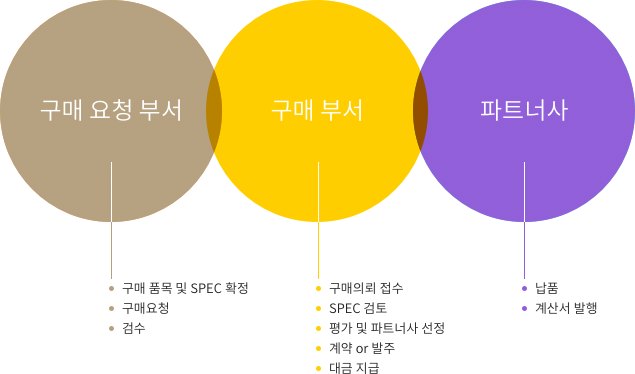 구매 요청 부서
구매 부서
파트너사
구매 품목 및 SPEC 확정
구매요청
검수
구매의뢰 접수
SPEC 검토
평가 및 파트너사 선정
계약 or 발주
대금 지급
납품
계산서 발행